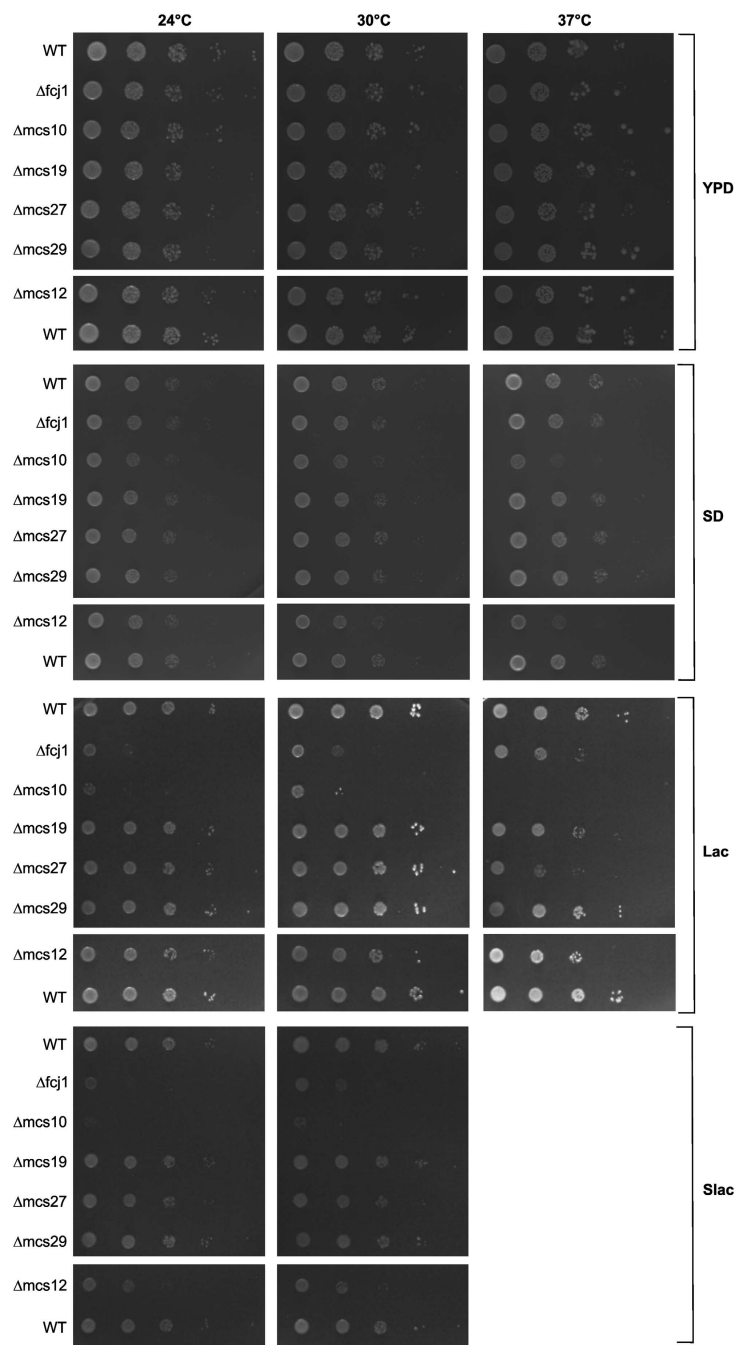 24°C 30°C 37°C
WT
Δfcj1
Δmcs10
Δmcs19
Δmcs27
Δmcs29
Δmcs12
WT
YPD
WT
Δfcj1
Δmcs10
Δmcs19
Δmcs27
Δmcs29
Δmcs12
WT
SD
WT
Δfcj1
Δmcs10
Δmcs19
Δmcs27
Δmcs29
Δmcs12
WT
Lac
WT
Δfcj1
Δmcs10
Δmcs19
Δmcs27
Δmcs29
Δmcs12
WT
Slac